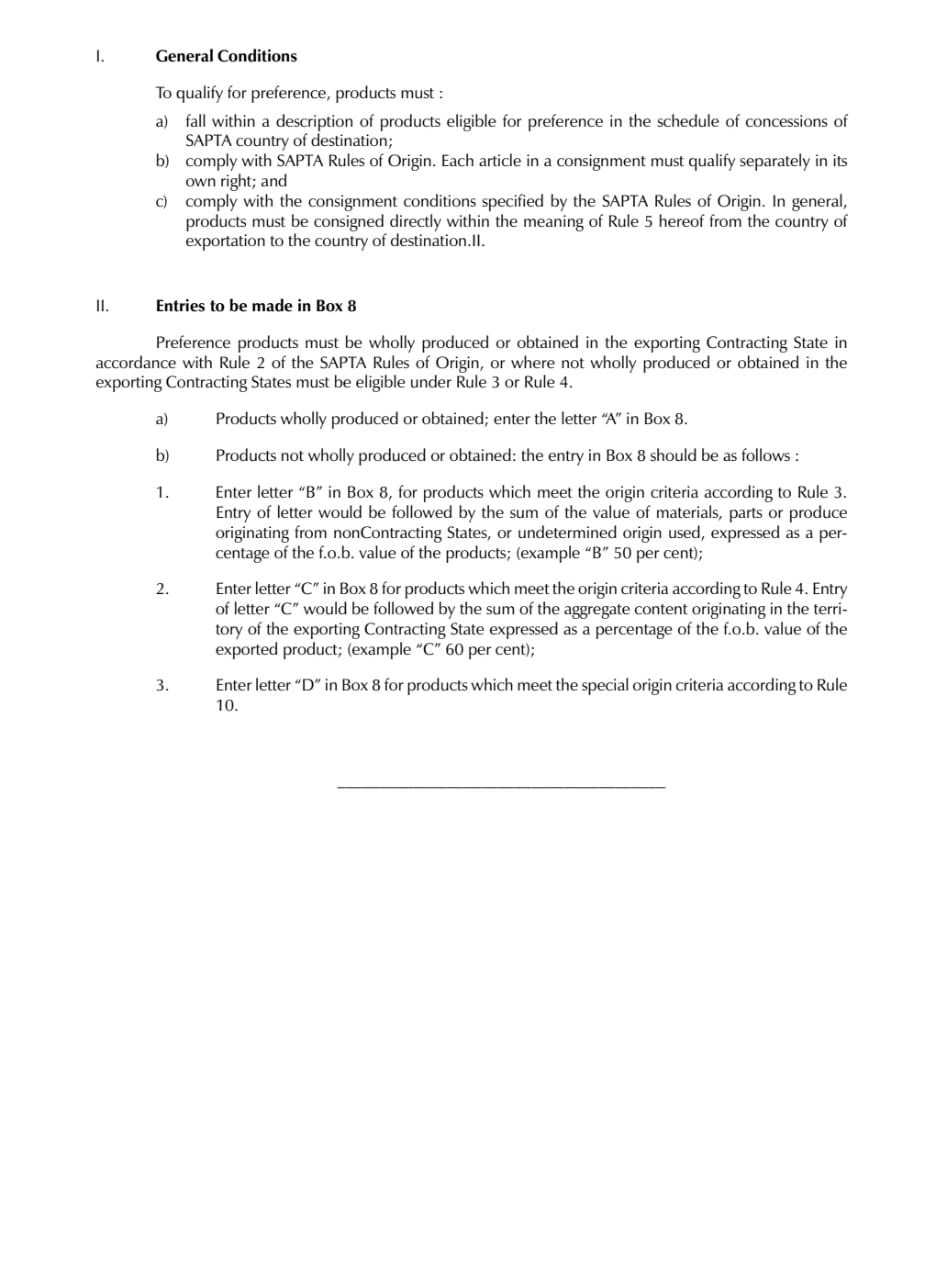 I. General Conditions
To qualify for preference, products must :
a) fall within a description of products eligible for preference in the schedule of concessions of
SAPTA country of destination;
b) comply with SAPTA Rules of Origin. Each article in a consignment must qualify separately in its
own right; and
c) comply with the consignment conditions specified by the SAPTA Rules of Origin. In general,
products must be consigned directly within the meaning of Rule 5 hereof from the country of
exportation to the country of destination.II.
II. Entries to be made in Box 8
Preference products must be wholly produced or obtained in the exporting Contracting State in
accordance with Rule 2 of the SAPTA Rules of Origin, or where not wholly produced or obtained in the
exporting Contracting States must be eligible under Rule 3 or Rule 4.
a) Products wholly produced or obtained; enter the letter “A” in Box 8.
b) Products not wholly produced or obtained: the entry in Box 8 should be as follows :
1. Enter letter “B” in Box 8, for products which meet the origin criteria according to Rule 3.
Entry of letter would be followed by the sum of the value of materials, parts or produce
originating from nonContracting States, or undetermined origin used, expressed as a per-
centage of the f.o.b. value of the products; (example “B” 50 per cent);
2. Enter letter “C” in Box 8 for products which meet the origin criteria according to Rule 4. Entry
of letter “C” would be followed by the sum of the aggregate content originating in the terri-
tory of the exporting Contracting State expressed as a percentage of the f.o.b. value of the
exported product; (example “C” 60 per cent);
3. Enter letter “D” in Box 8 for products which meet the special origin criteria according to Rule
10.